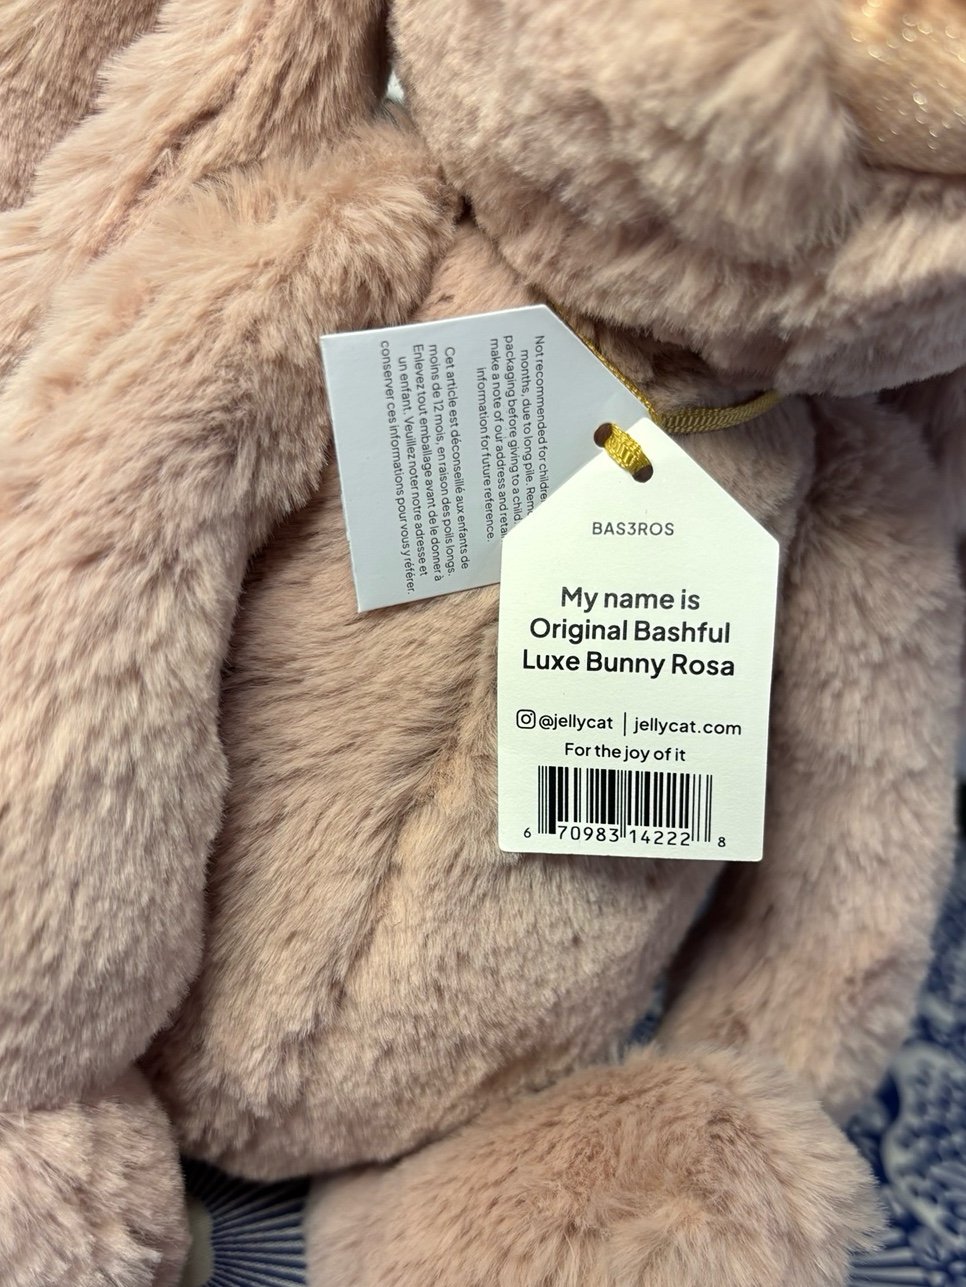 Not recommended for
months, due to long pile.
packaging before giving to a child.
make a note of our address and
information for future reference.
Cet article est déconseillé aux enfants de
moins de 12 mois, en raison des poils longs.
Enlevez tout emballage avant de le donner à
un enfant. Veuillez noter notre adresse et
conserver ces informations pour vous y référer.
BAS3ROS
My name is
Original Bashful
Luxe Bunny Rosa
@jellycat | jellycat.com
For the joy of it
6 70983 14222 8